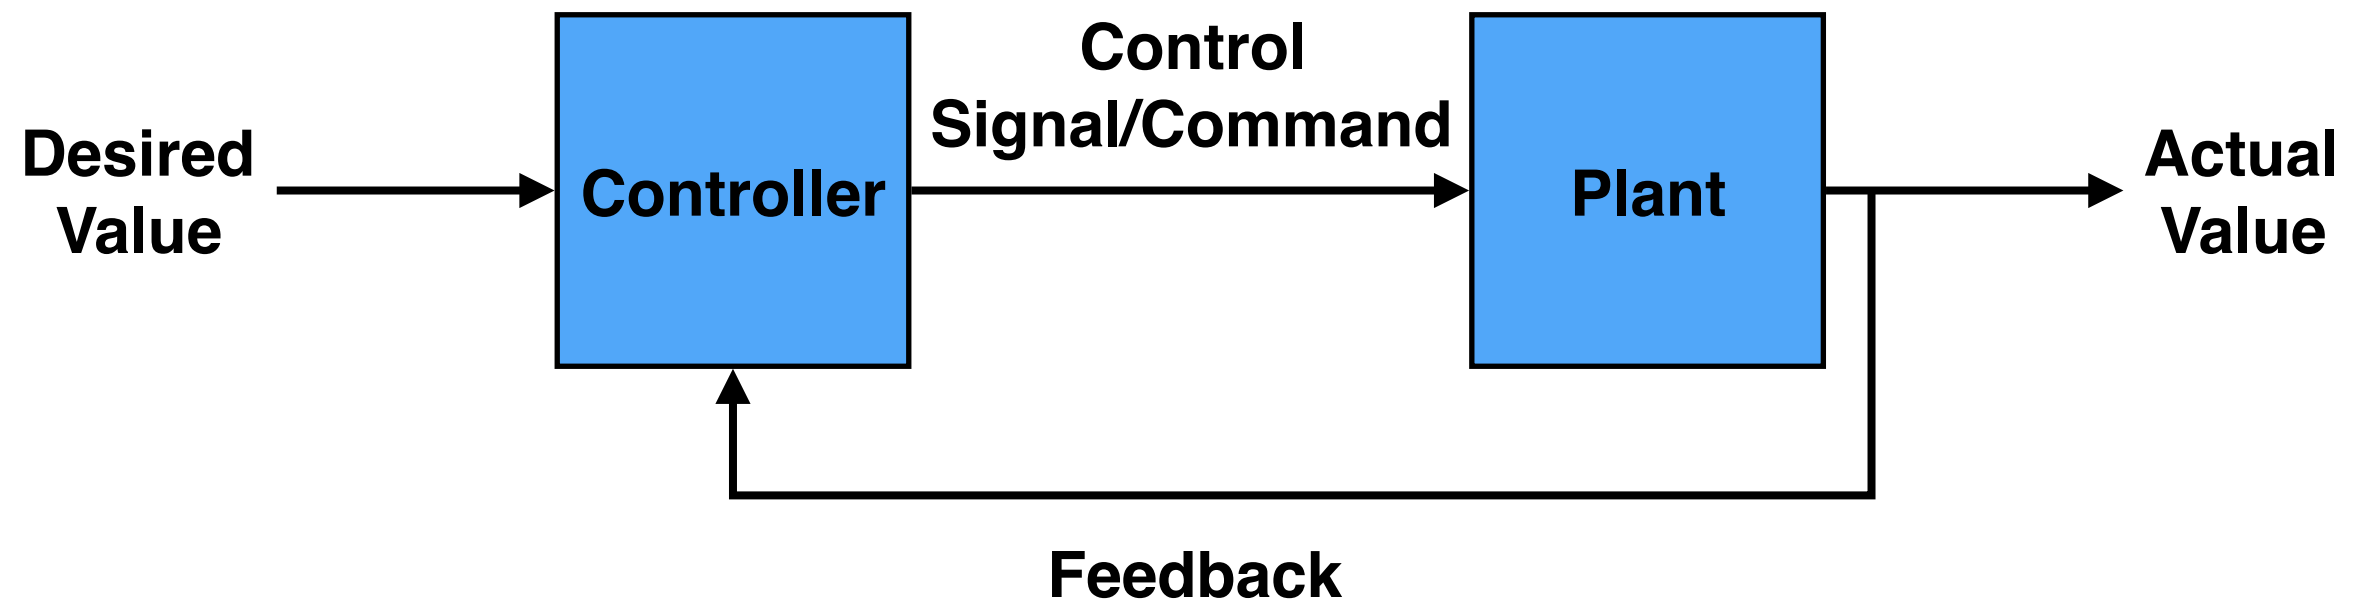 Desired
Value
Controller
Control
Signal/Command
Plant
Actual
Value
Feedback